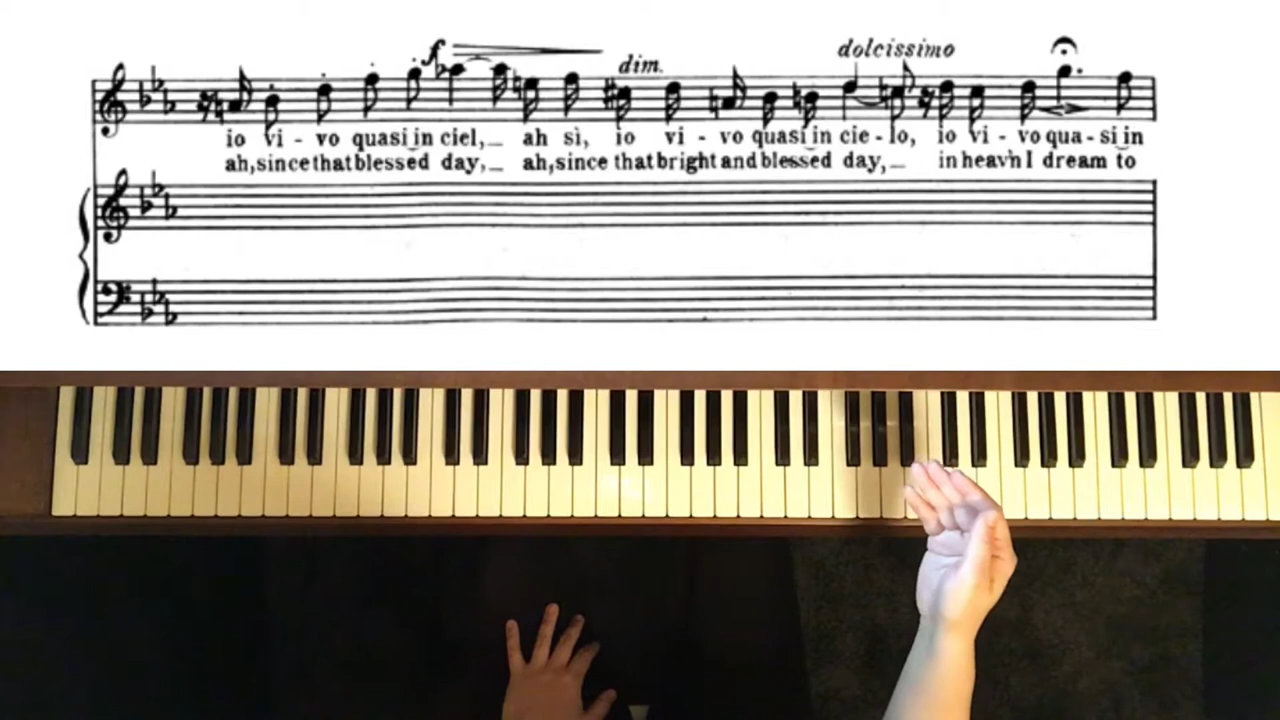 f
dolcissimo
dim.
io vi - vo quasi in ciel, ah sì, io vi - vo quasi in cie - lo, io vi - vo qua - si in
ah, since that blessed day, ah, since that bright and blessed day, in heav'n I dream to